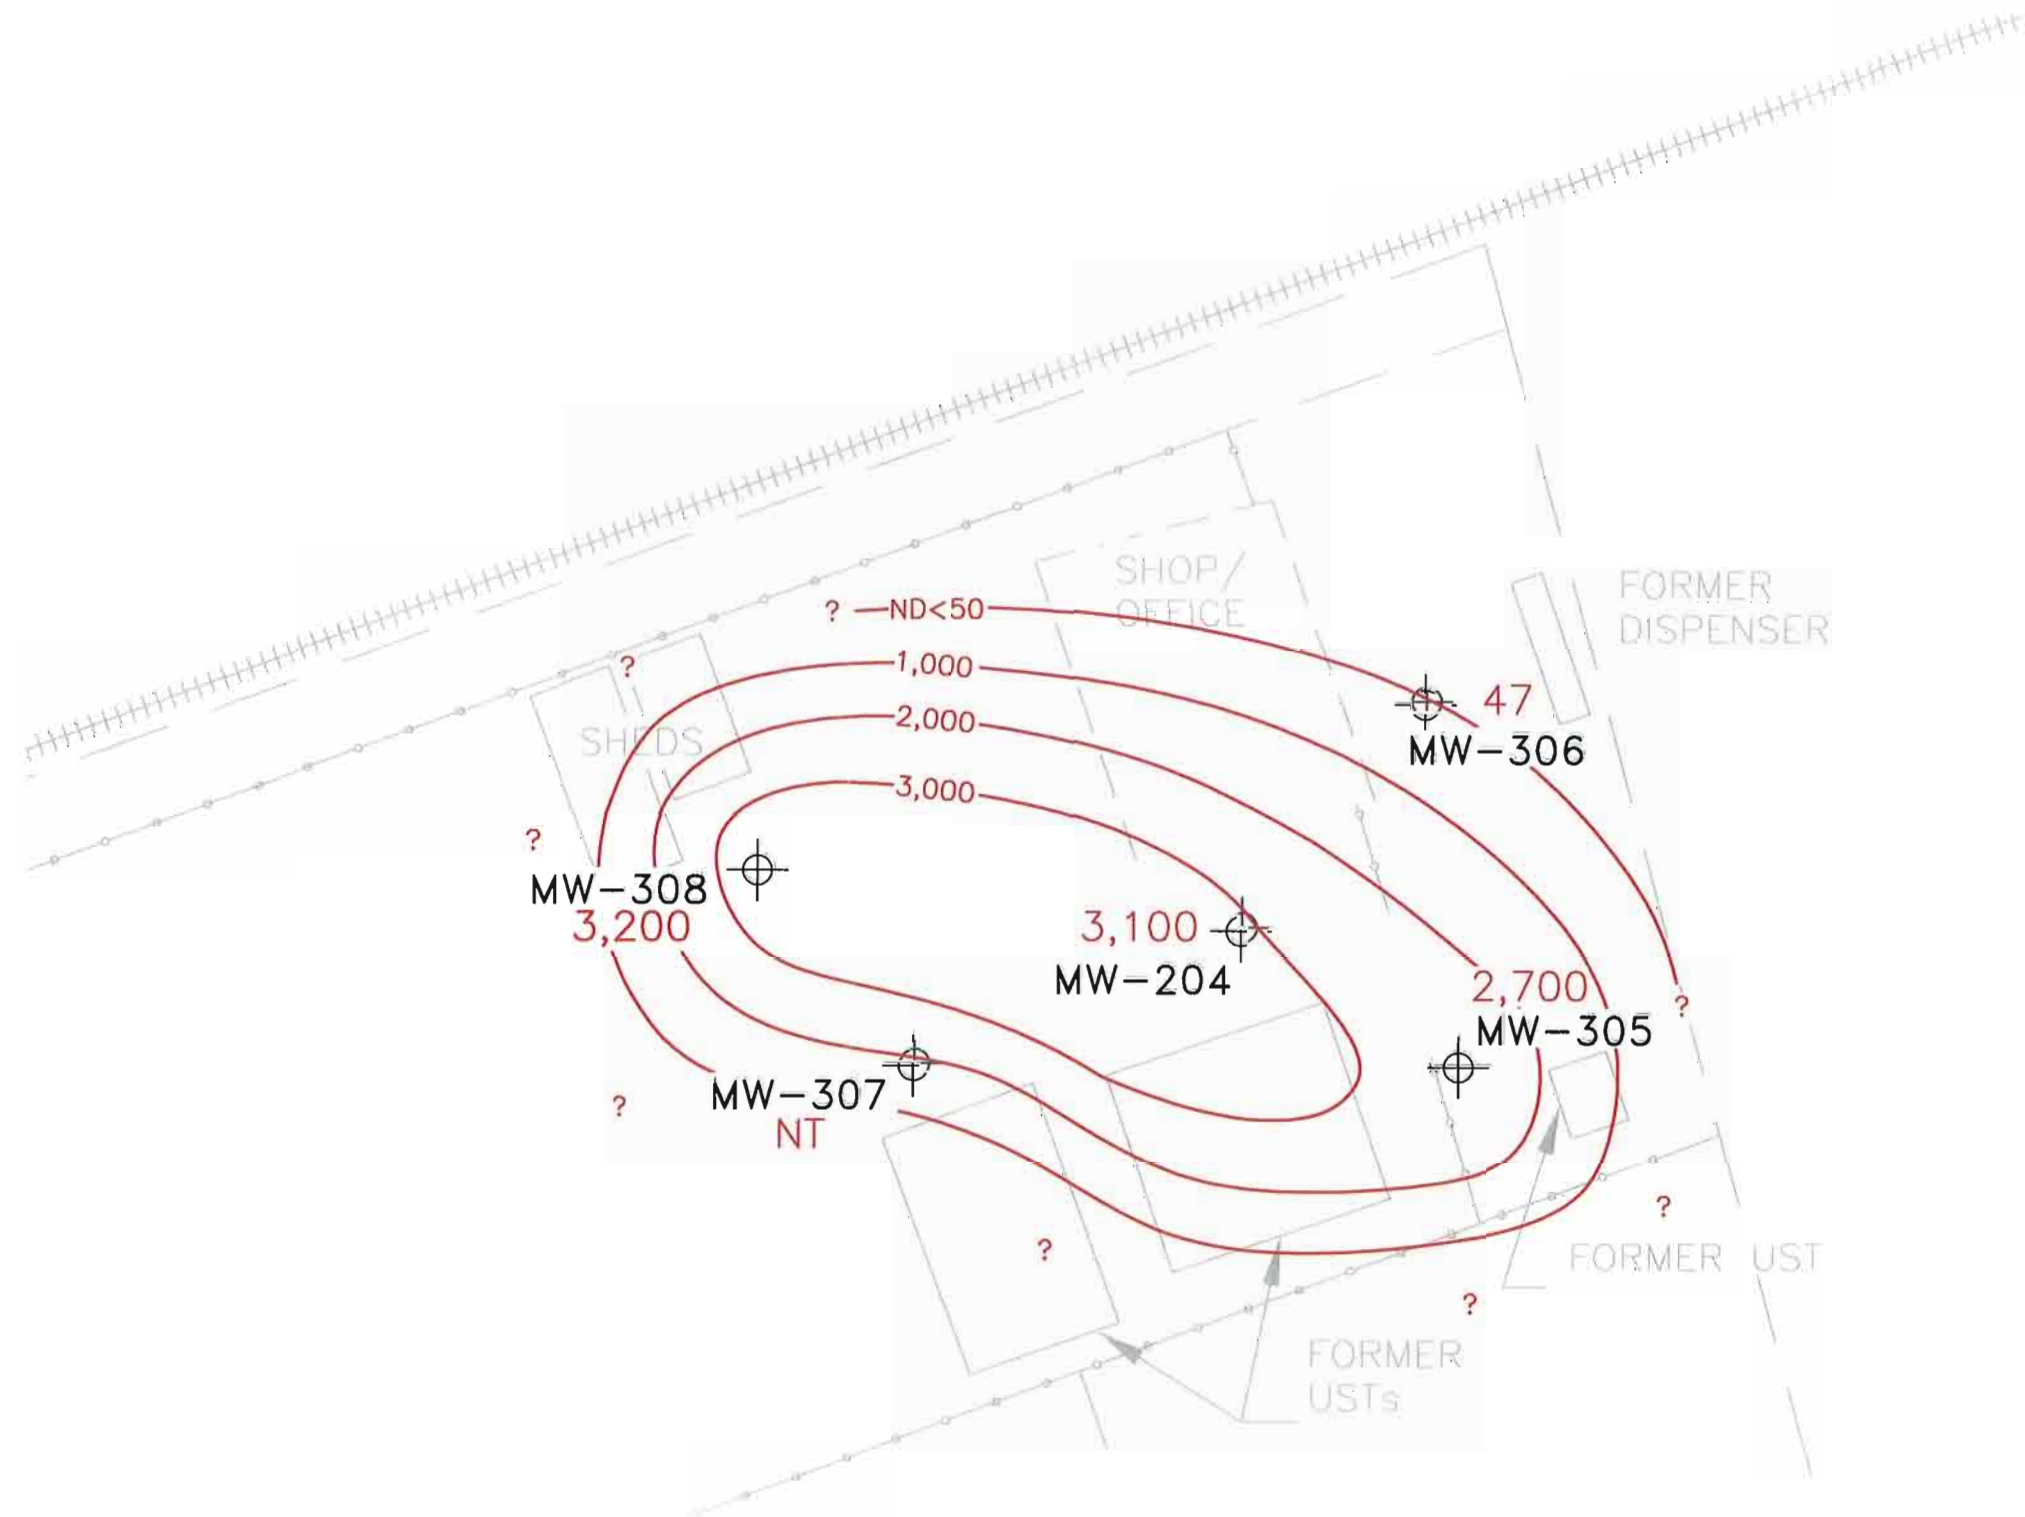 SHOP/
OFFICE
FORMER
DISPENSER
? ND<50
?
1,000
47
2,000
SHEDS
MW-306
3,000
?
MW-308
3,200
3,100
MW-204
2,700
?
MW-305
MW-307
?
NT
?
?
FORMER UST
?
FORMER
USTs